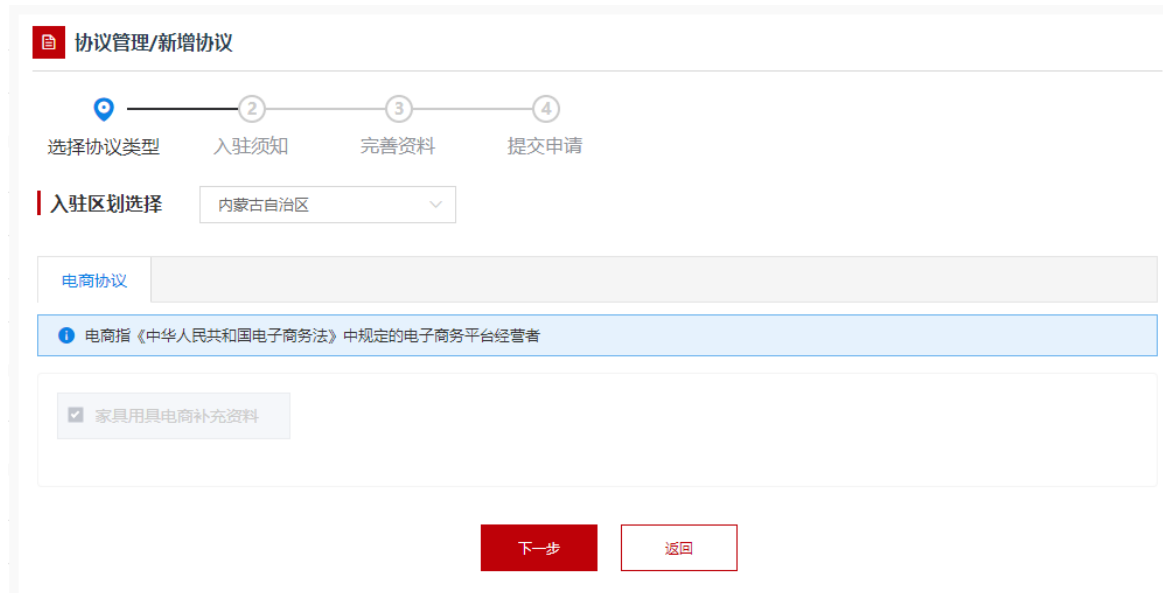 协议管理/新增协议
2
3
4
选择协议类型
入驻须知
完善资料
提交申请
入驻区划选择
内蒙古自治区
电商协议
电商指《中华人民共和国电子商务法》中规定的电子商务平台经营者
家具用具电商补充资料
下一步
返回